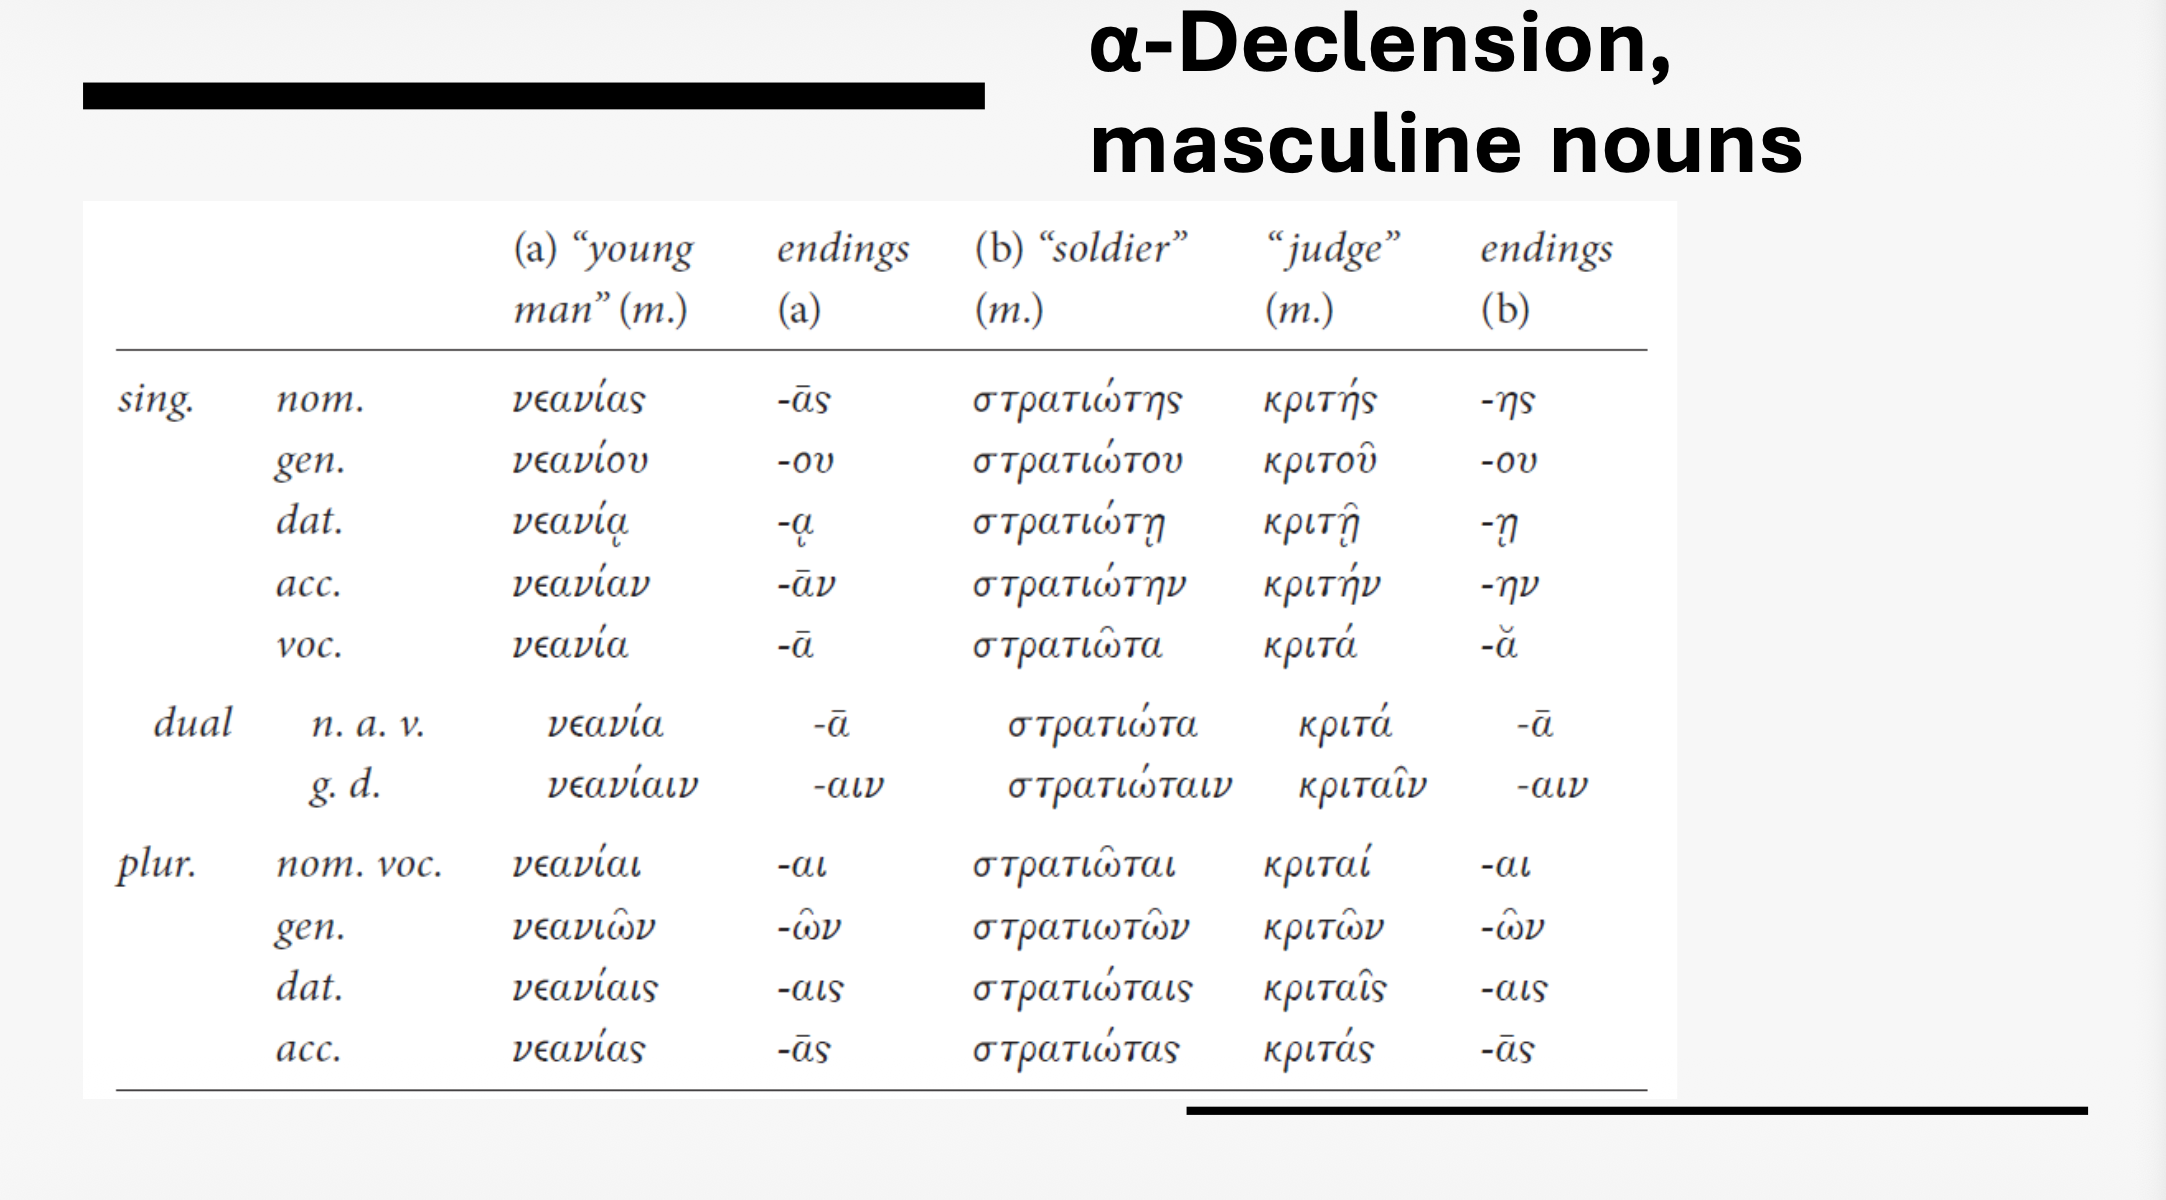 α-Declension,
masculine nouns
(a) “young man” (m.) endings (a) (b) “soldier” (m.) “judge” (m.) endings (b)
sing. nom. νεανίας -ᾱς στρατιώτης κριτής -ης
gen. νεανίου -ου στρατιώτου κριτοῦ -ου
dat. νεανίᾳ -ᾳ στρατιώτῃ κριτῇ -ῃ
acc. νεανίαν -ᾱν στρατιώτην κριτήν -ην
voc. νεανία -ᾱ στρατιῶτα κριτά -ᾰ
dual n. a. v. νεανία -ᾱ στρατιώτα κριτά -ᾱ
g. d. νεανίαιν -αιν στρατιώταιν κριταῖν -αιν
plur. nom. voc. νεανίαι -αι στρατιῶται κριταί -αι
gen. νεανιῶν -ῶν στρατιωτῶν κριτῶν -ῶν
dat. νεανίαις -αις στρατιώταις κριταῖς -αις
acc. νεανίας -ᾱς στρατιώτας κριτάς -ᾱς